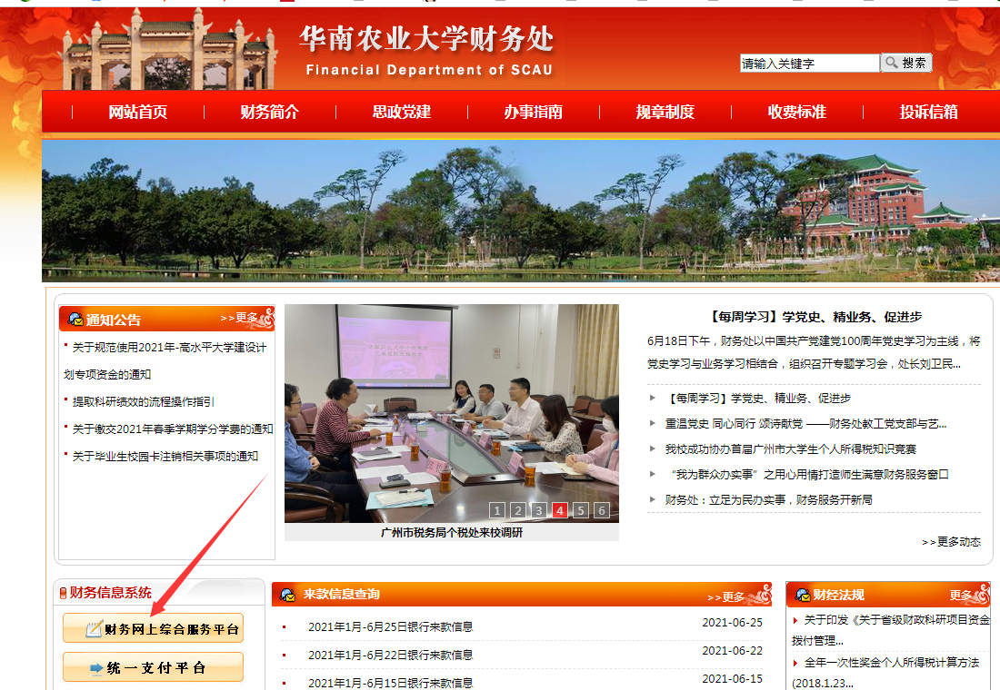 华南农业大学财务处
Financial Department of SCAU
请输入关键字
搜索
网站首页
财务简介
思政党建
办事指南
规章制度
收费标准
投诉信箱
通知公告
>>更多
关于规范使用2021年-高水平大学建设计
划专项资金的通知
提取科研绩效的流程操作指引
关于缴交2021年春季学期学分学费的通知
关于毕业生校园卡注销相关事项的通知
1 2 3 4 5 6
广州市税务局个税处来校调研
【每周学习】学党史、精业务、促进步
6月18日下午，财务处以中国共产党建党100周年党史学习为主线，将
党史学习与业务学习相结合，组织召开专题学习会，处长刘卫民...
【每周学习】学党史、精业务、促进步
重温党史 同心同行 颂诗献党 ——财务处教工党支部与艺...
我校成功协办首届广州市大学生个人所得税知识竞赛
“我为群众办实事”之用心用情打造师生满意财务服务窗口
财务处：立足为民办实事，财务服务开新局
>>更多动态
财务信息系统
财务网上综合服务平台
统一支付平台
来款信息查询
>>更多
2021年1月-6月25日银行来款信息
2021-06-25
2021年1月-6月22日银行来款信息
2021-06-22
2021年1月-6月15日银行来款信息
2021-06-15
财经法规
更多
关于印发《关于省级财政科研项目资金
拨付管理...
全年一次性奖金个人所得税计算方法
(2018.1.23...